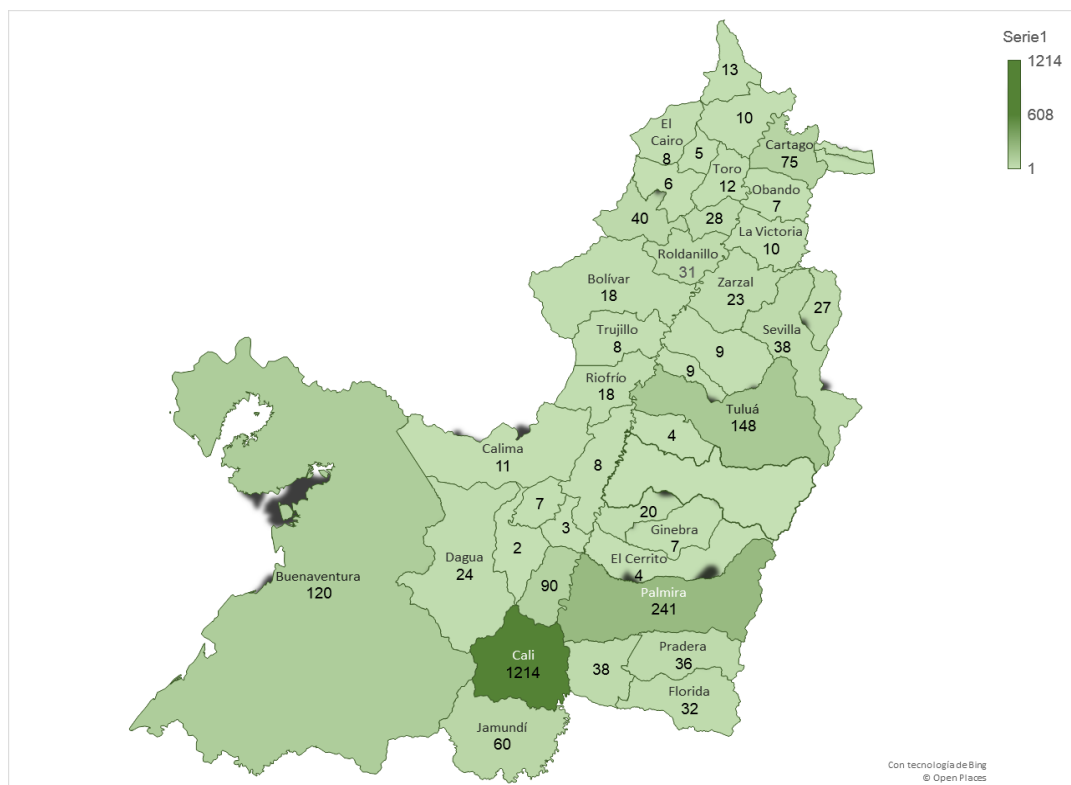 Serie1
1214
608
1
13
10
El
Cairo
8
5
Cartago
75
6
Toro
12
Obando
7
40
28
La Victoria
10
Roldanillo
31
Bolívar
18
Zarzal
23
27
Sevilla
38
Trujillo
8
9
9
Riofrío
18
Tuluá
148
4
Calima
11
8
7
20
3
Ginebra
7
2
Dagua
24
El Cerrito
4
90
Buenaventura
120
Palmira
241
Cali
1214
38
Pradera
36
Florida
32
Jamundí
60
Con tecnología de Bing
© Open Places